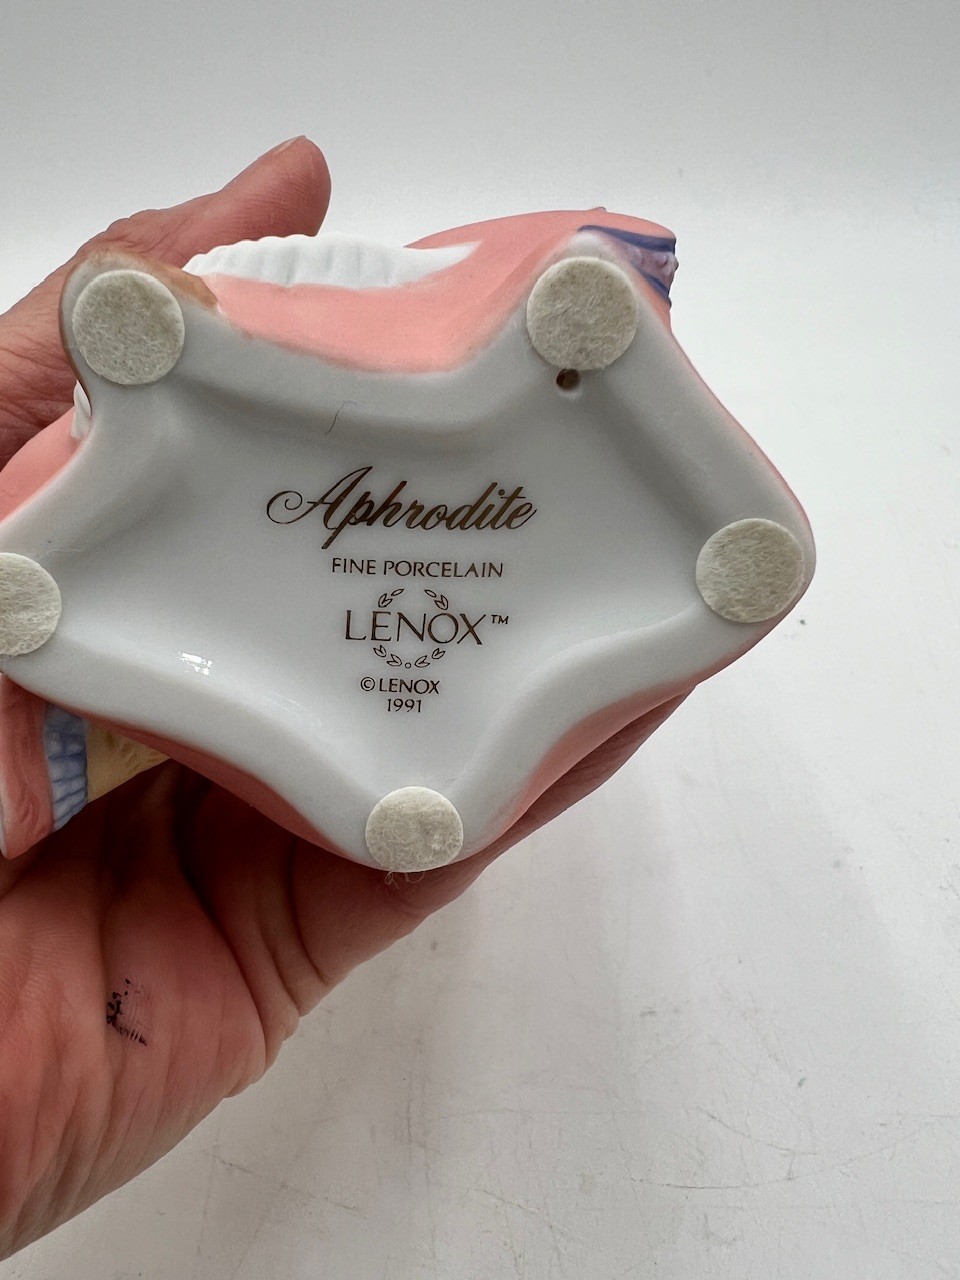 Aphrodite
FINE PORCELAIN
LENOX™
© LENOX
1991